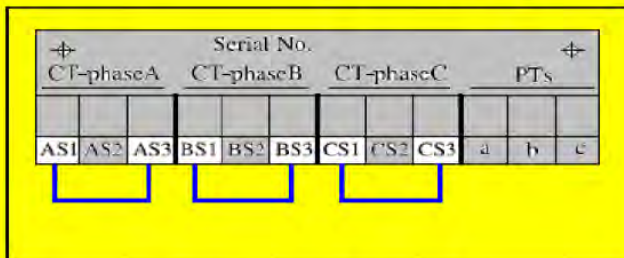 Serial No.
CT-phaseA CT-phaseB CT-phaseC PTs
AS1 AS2 AS3 BS1 BS2 BS3 CS1 CS2 CS3 a b c